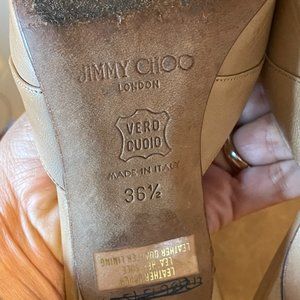 JIMMY CHOO
LONDON
VERO
CUOIO
MADE IN ITALY
36½
LEATHER QUARTER LINING
LEATHER UPPER